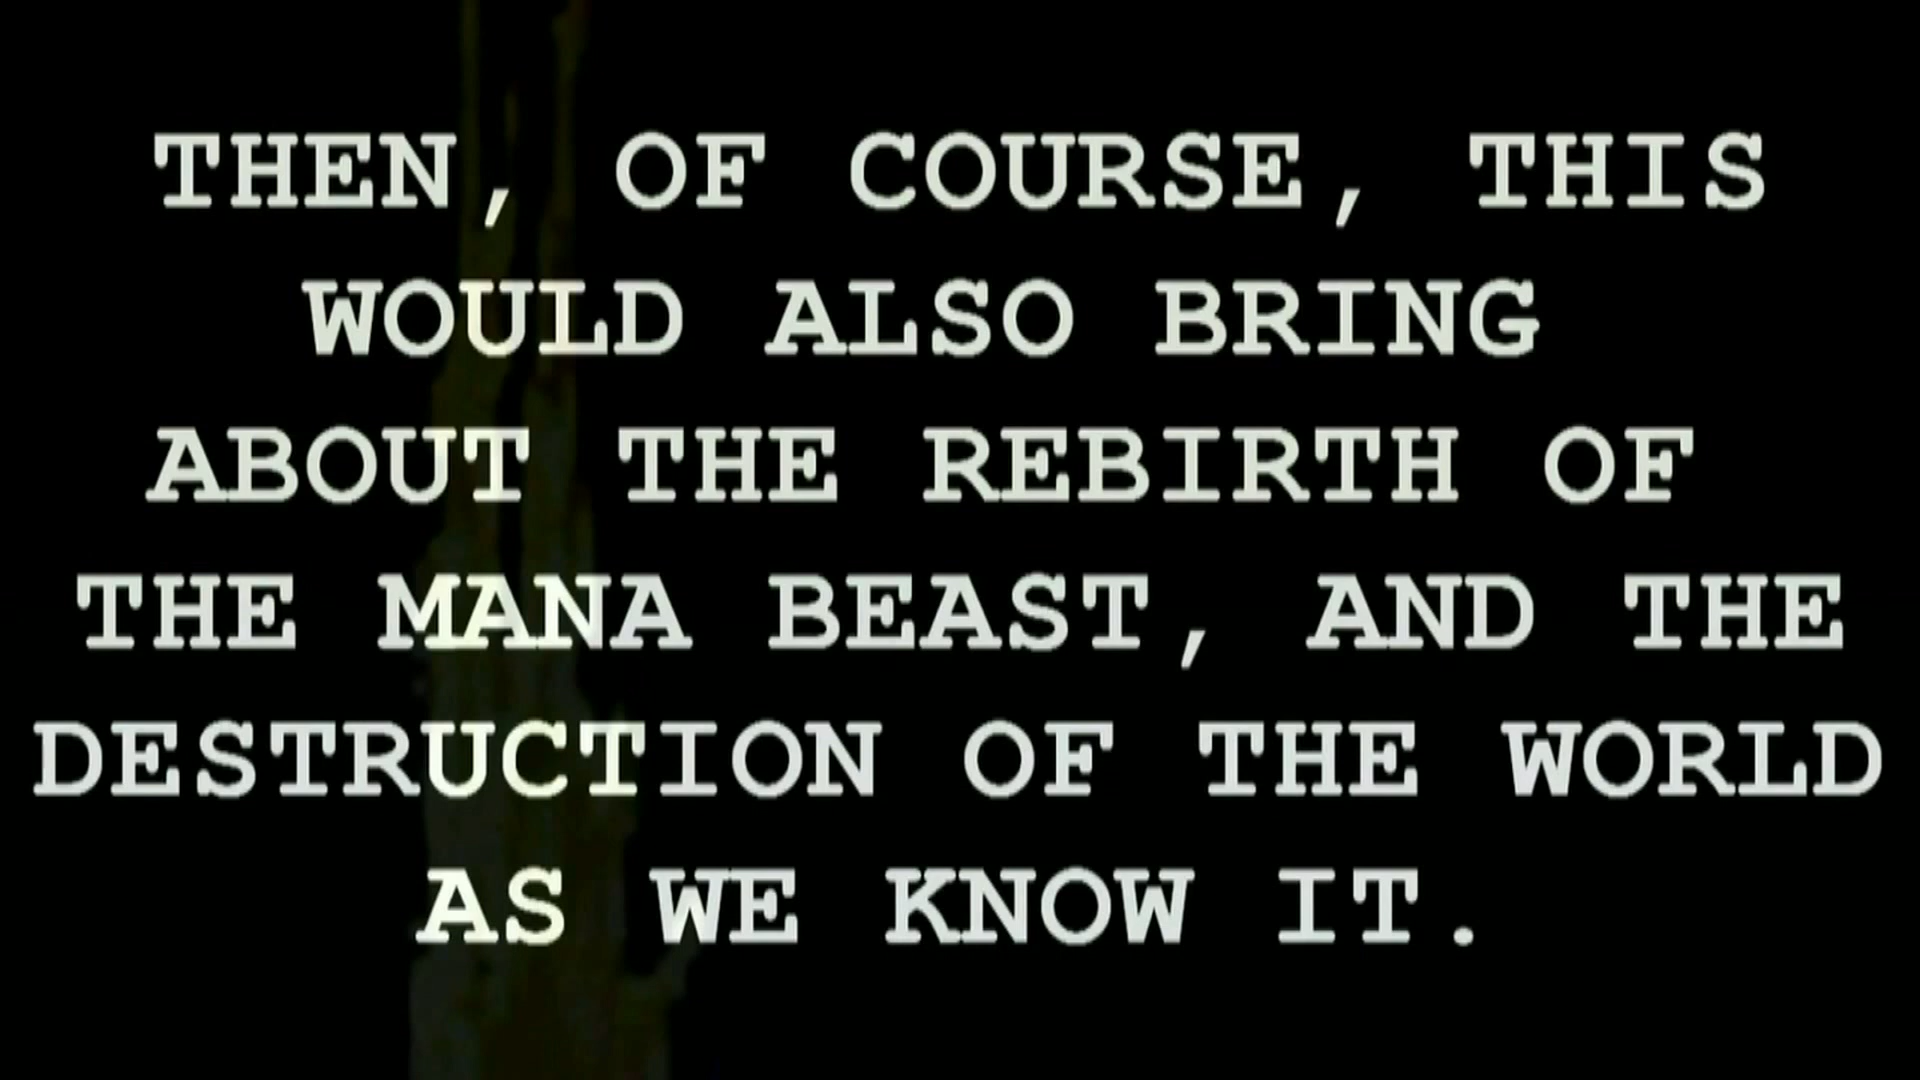 THEN, OF COURSE, THIS
WOULD ALSO BRING
ABOUT THE REBIRTH OF
THE MANA BEAST, AND THE
DESTRUCTION OF THE WORLD
AS WE KNOW IT.